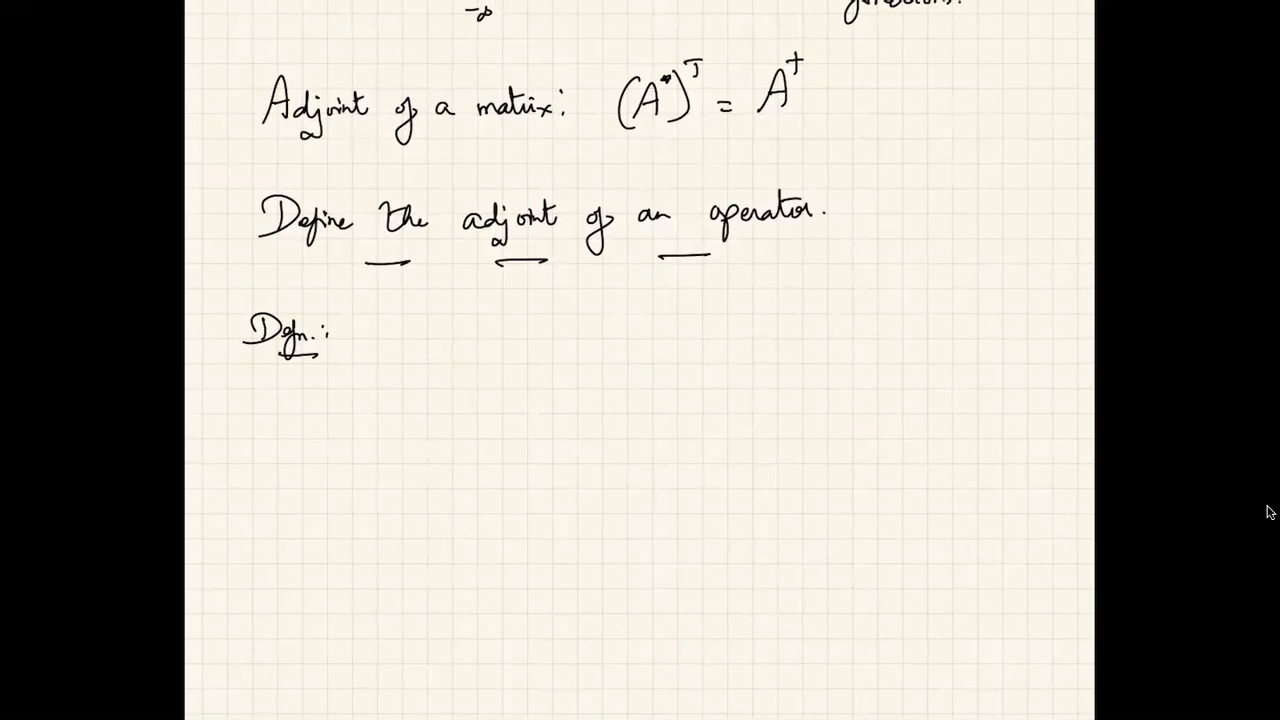 -∞
Adjoint of a matrix: (A*)ᵀ = A†
Define the adjoint of an operator.
Defn.: